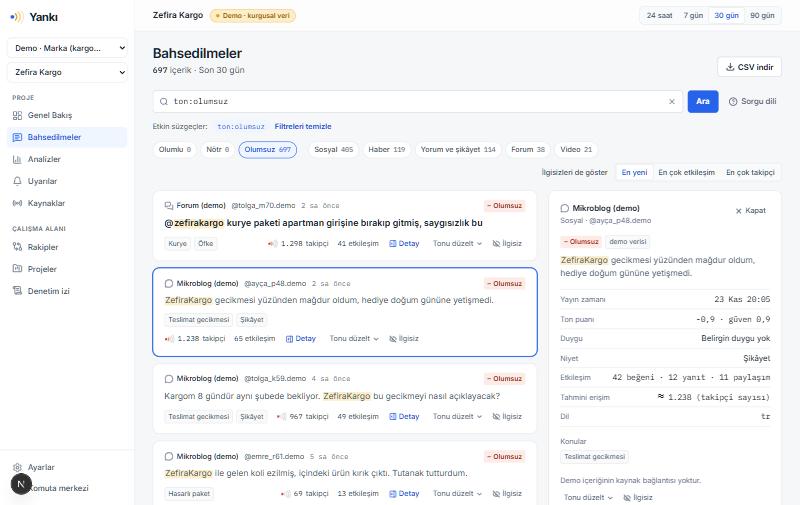 Yankı
Demo · Marka (kargo...
Zefira Kargo
PROJE
Genel Bakış
Bahsedilmeler
Analizler
Uyarılar
Kaynaklar
ÇALIŞMA ALANI
Rakipler
Projeler
Denetim izi
Ayarlar
Komuta merkezi
N
Zefira Kargo
Demo · kurgusal veri
24 saat 7 gün 30 gün 90 gün
Bahsedilmeler
697 içerik · Son 30 gün
CSV indir
ton:olumsuz
Ara
Sorgu dili
Etkin süzgeçler: ton:olumsuz Filtreleri temizle
Olumlu 0 Nötr 0 Olumsuz 697 Sosyal 405 Haber 119 Yorum ve şikâyet 114 Forum 38 Video 21
İlgisizleri de göster En yeni En çok etkileşim En çok takipçi
Forum (demo) @tolga_m70.demo 2 sa önce – Olumsuz
@zefirakargo kurye paketi apartman girişine bırakıp gitmiş, saygısızlık bu
Kurye Öfke 1.298 takipçi 41 etkileşim Detay Tonu düzelt İlgisiz
Mikroblog (demo) @ayça_p48.demo 2 sa önce – Olumsuz
ZefiraKargo gecikmesi yüzünden mağdur oldum, hediye doğum gününe yetişmedi.
Teslimat gecikmesi Şikâyet
1.238 takipçi 65 etkileşim Detay Tonu düzelt İlgisiz
Mikroblog (demo) @tolga_k59.demo 4 sa önce – Olumsuz
Kargom 8 gündür aynı şubede bekliyor. ZefiraKargo bu gecikmeyi nasıl açıklayacak?
Teslimat gecikmesi Şikâyet 967 takipçi 49 etkileşim Detay Tonu düzelt İlgisiz
Mikroblog (demo) @emre_r61.demo 5 sa önce – Olumsuz
ZefiraKargo ile gelen koli ezilmiş, içindeki ürün kırık çıktı. Tutanak tutturdum.
Hasarlı paket 69 takipçi 13 etkileşim Detay Tonu düzelt İlgisiz
Mikroblog (demo)
Sosyal · @ayça_p48.demo
Kapat
– Olumsuz demo verisi
ZefiraKargo gecikmesi yüzünden mağdur oldum,
hediye doğum gününe yetişmedi.
Yayın zamanı 23 Kas 20:05
Ton puanı -0,9 · güven 0,9
Duygu Belirgin duygu yok
Niyet Şikâyet
Etkileşim 42 beğeni · 12 yanıt · 11 paylaşım
Tahmini erişim ≈ 1.238 (takipçi sayısı)
Dil tr
Konular
Teslimat gecikmesi
Demo içeriğinin kaynak bağlantısı yoktur.
Tonu düzelt İlgisiz